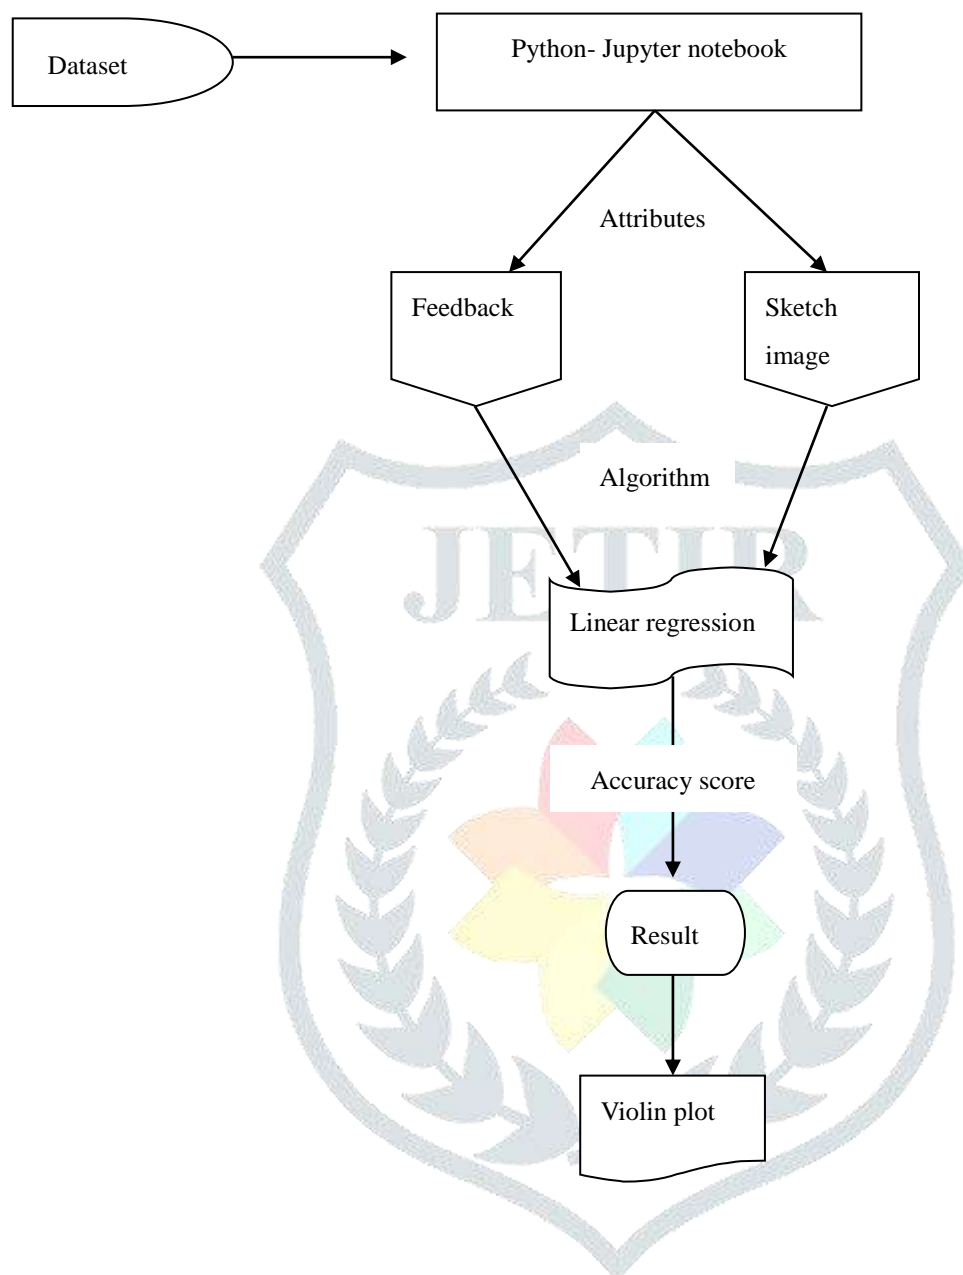 Dataset
Python- Jupyter notebook
Attributes
Feedback
Sketch
image
Algorithm
JETIR
Linear regression
Accuracy score
Result
Violin plot